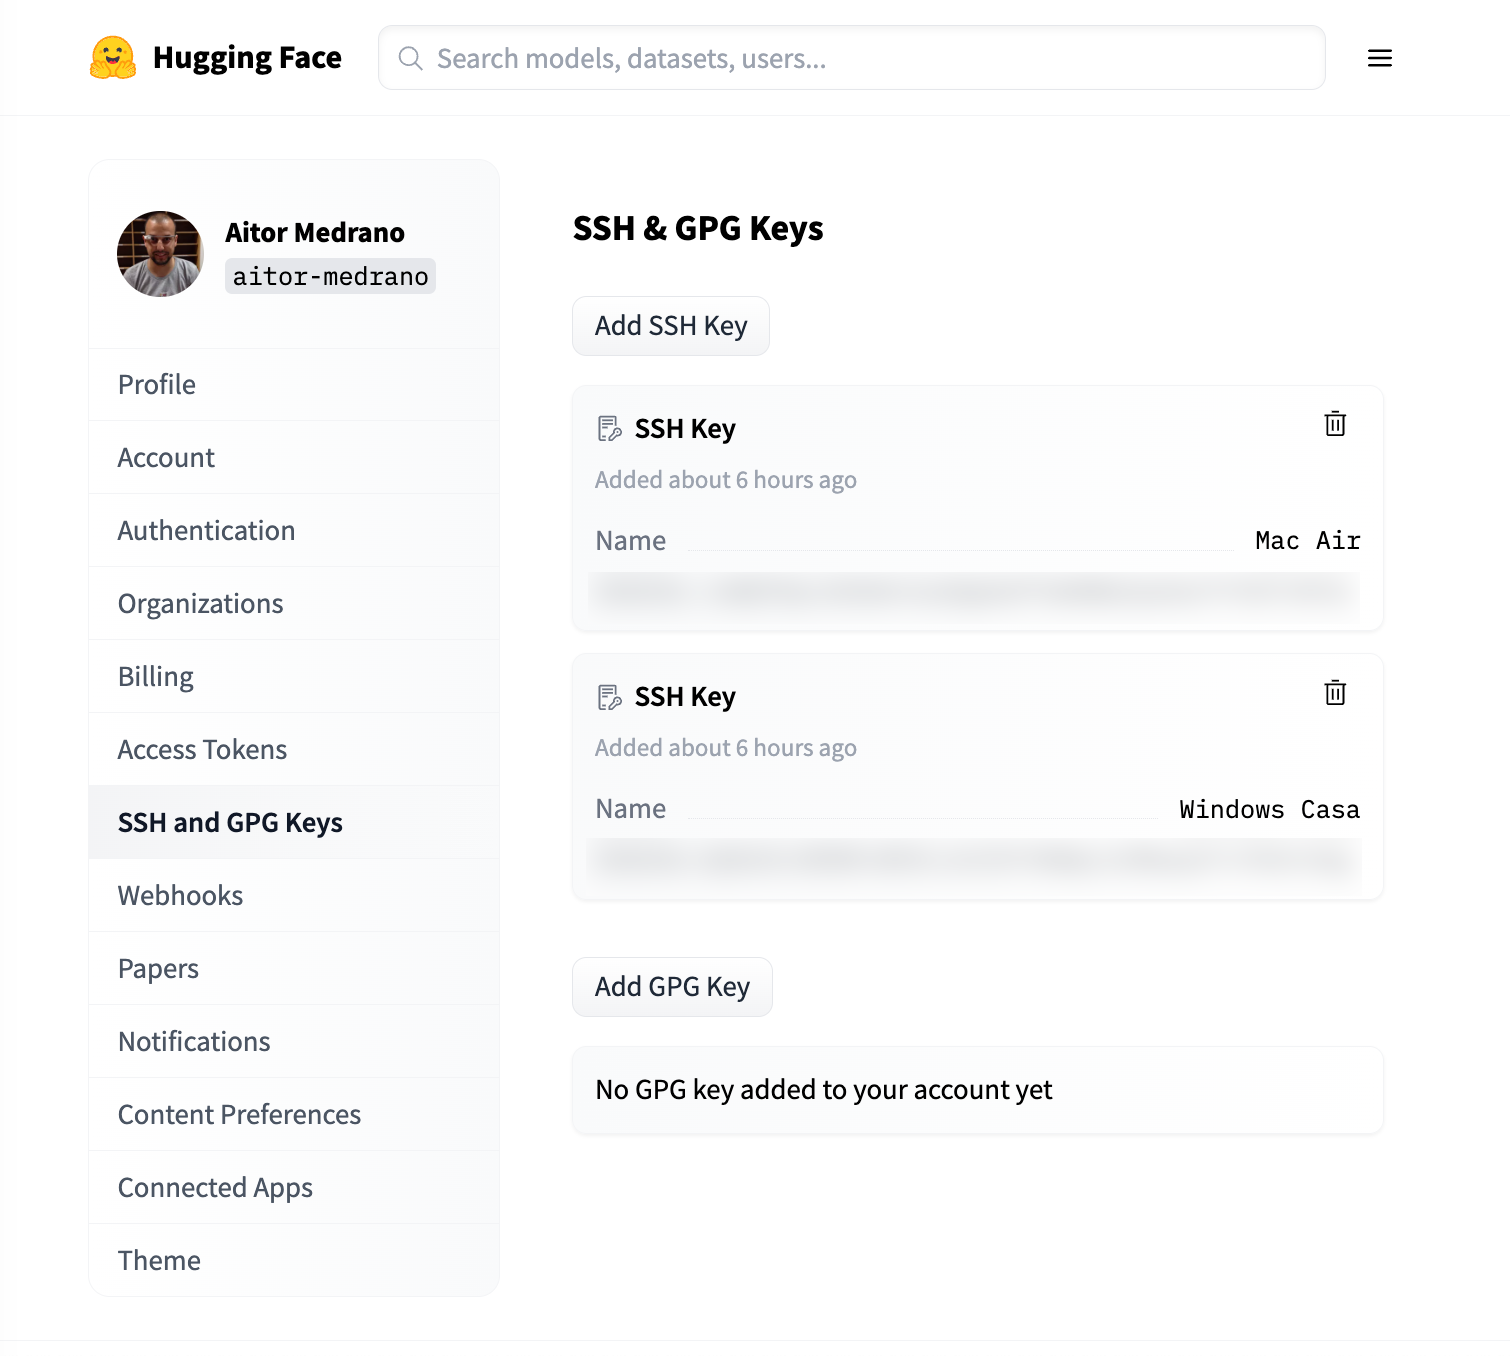 Hugging Face
Search models, datasets, users...
Aitor Medrano
aitor-medrano
Profile
Account
Authentication
Organizations
Billing
Access Tokens
SSH and GPG Keys
Webhooks
Papers
Notifications
Content Preferences
Connected Apps
Theme
SSH & GPG Keys
Add SSH Key
SSH Key
Added about 6 hours ago
Name Mac Air
SSH Key
Added about 6 hours ago
Name Windows Casa
Add GPG Key
No GPG key added to your account yet